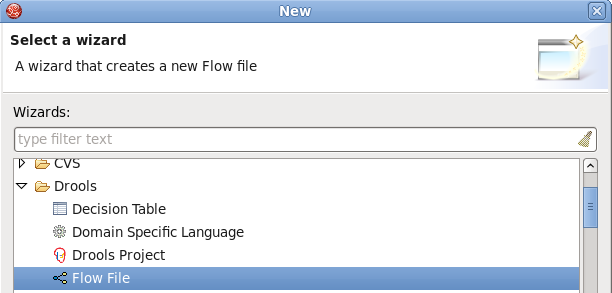 New
Select a wizard
A wizard that creates a new Flow file
Wizards:
type filter text
CVS
Drools
Decision Table
Domain Specific Language
Drools Project
Flow File